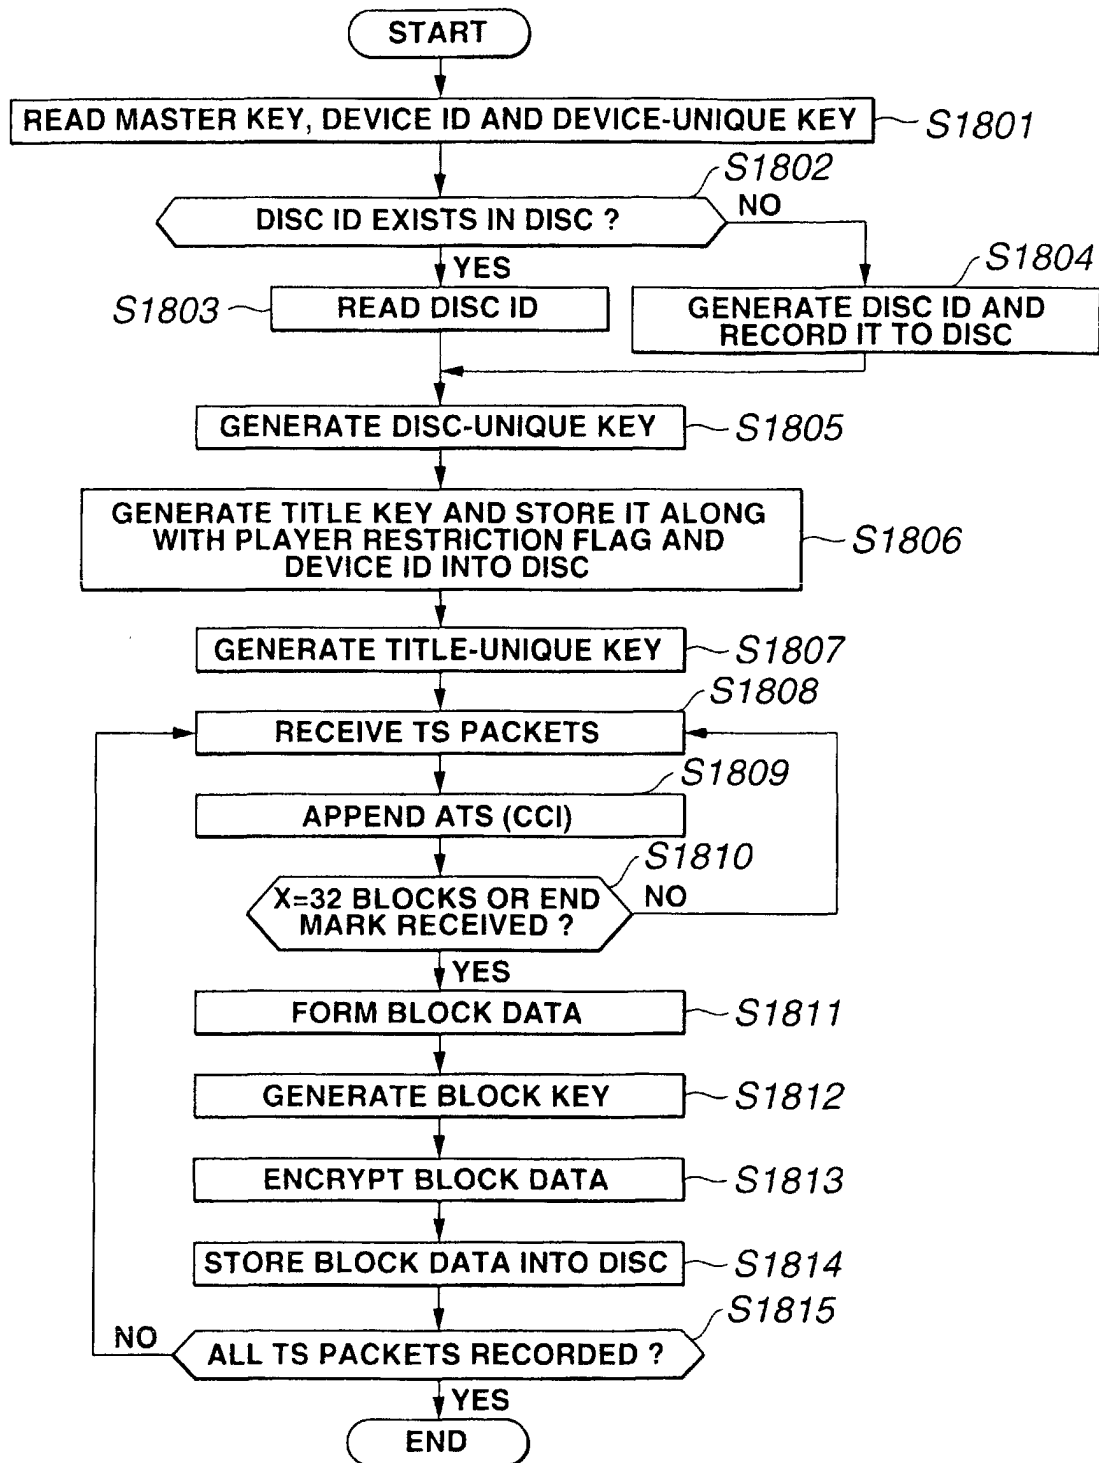 START
READ MASTER KEY, DEVICE ID AND DEVICE-UNIQUE KEY
S1801
S1802
DISC ID EXISTS IN DISC ?
NO
YES
S1803
READ DISC ID
S1804
GENERATE DISC ID AND
RECORD IT TO DISC
GENERATE DISC-UNIQUE KEY
S1805
GENERATE TITLE KEY AND STORE IT ALONG
WITH PLAYER RESTRICTION FLAG AND
DEVICE ID INTO DISC
S1806
GENERATE TITLE-UNIQUE KEY
S1807
S1808
RECEIVE TS PACKETS
S1809
APPEND ATS (CCI)
S1810
X=32 BLOCKS OR END
MARK RECEIVED ?
NO
YES
FORM BLOCK DATA
S1811
GENERATE BLOCK KEY
S1812
ENCRYPT BLOCK DATA
S1813
STORE BLOCK DATA INTO DISC
S1814
S1815
NO
ALL TS PACKETS RECORDED ?
YES
END